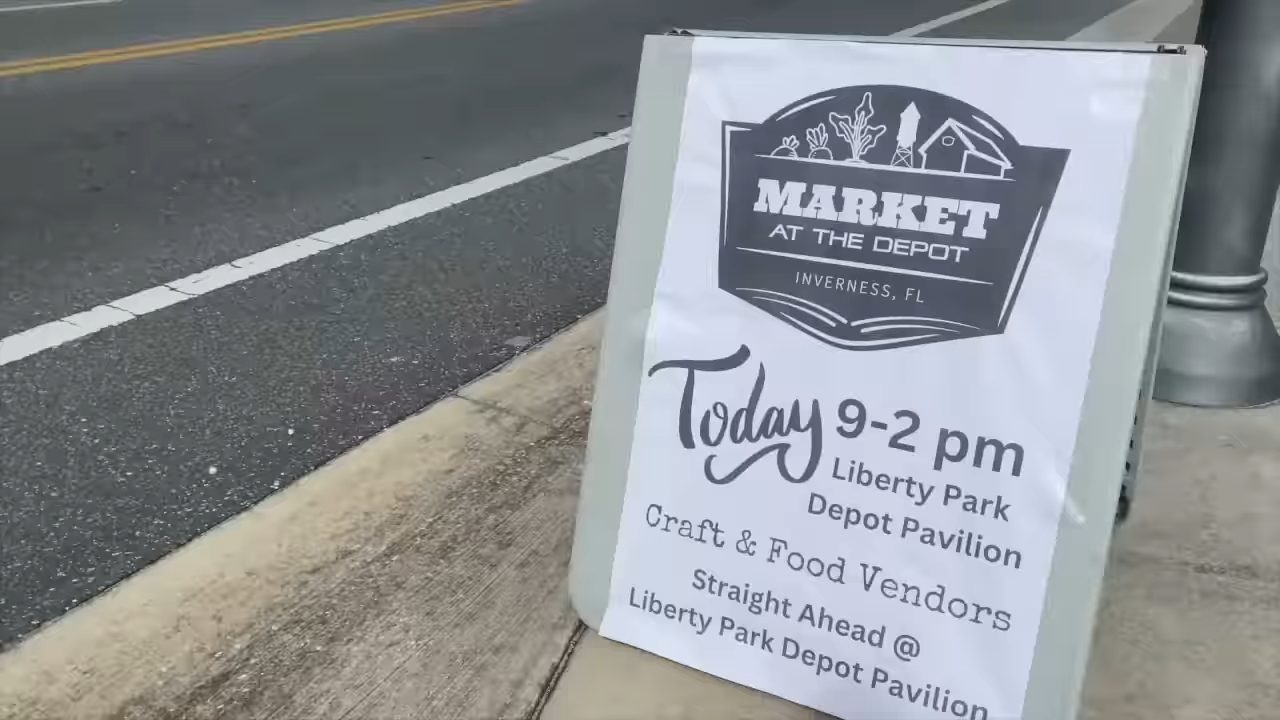 MARKET
AT THE DEPOT
INVERNESS, FL
Today 9-2 pm
Liberty Park
Depot Pavilion
Craft & Food Vendors
Straight Ahead @
Liberty Park Depot Pavilion